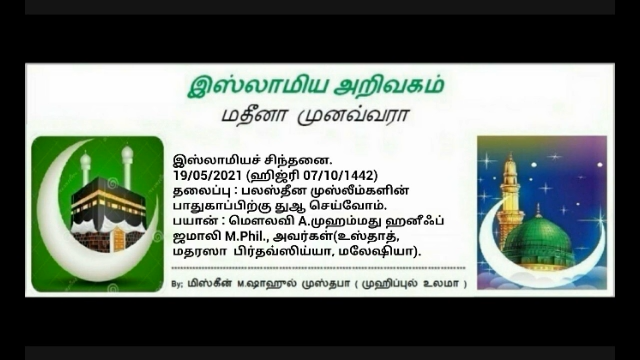 இஸ்லாமிய அறிவகம்
மதீனா முனவ்வரா
இஸ்லாமியச் சிந்தனை.
19/05/2021 (ஹிஜ்ரி 07/10/1442)
தலைப்பு : பலஸ்தீன முஸ்லீம்களின்
பாதுகாப்பிற்கு துஆ செய்வோம்.
பயான் : மௌலவி A.முஹம்மது ஹனீஃப்
ஜமாலி M.Phil., அவர்கள்(உஸ்தாத்,
மதரஸா பிர்தவ்ஸிய்யா, மலேஷியா).
By; மிஸ்கீன் M.ஷாஹுல் முஸ்தபா ( முஹிப்புல் உலமா )